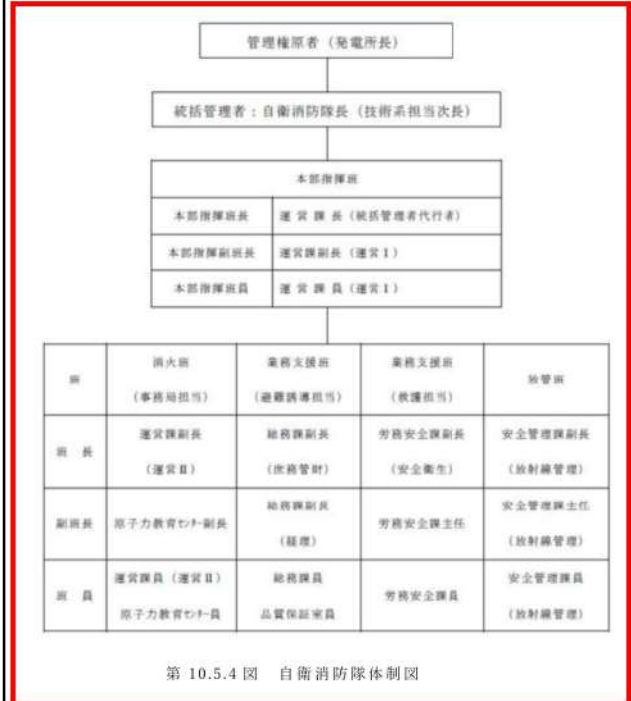 管理権原者（発電所長）
統括管理者：自衛消防隊長（技術系担当次長）
本部指揮班
本部指揮班長 運営課長（統括管理者代行者）
本部指揮副班長 運営課副長（運営Ⅰ）
本部指揮班員 運営課員（運営Ⅰ）
班 消火班 業務支援班 業務支援班 放管班
（事務局担当） （避難誘導担当） （救護担当）
班長 運営課副長 総務課副長 労務安全課副長 安全管理課副長
（運営Ⅱ） （庶務管財） （安全衛生） （放射線管理）
副班長 原子力教育センター副長 総務課副長 労務安全課主任 安全管理課主任
（経理） （放射線管理）
班員 運営課員（運営Ⅱ） 総務課員 労務安全課員 安全管理課員
原子力教育センター員 品質保証室員 （放射線管理）
第 10.5.4 図 自衛消防隊体制図